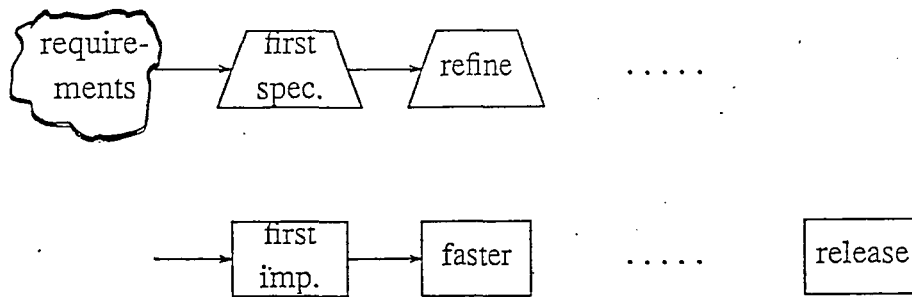 require-
ments
first
spec.
refine
.....
first
imp.
faster
.....
release